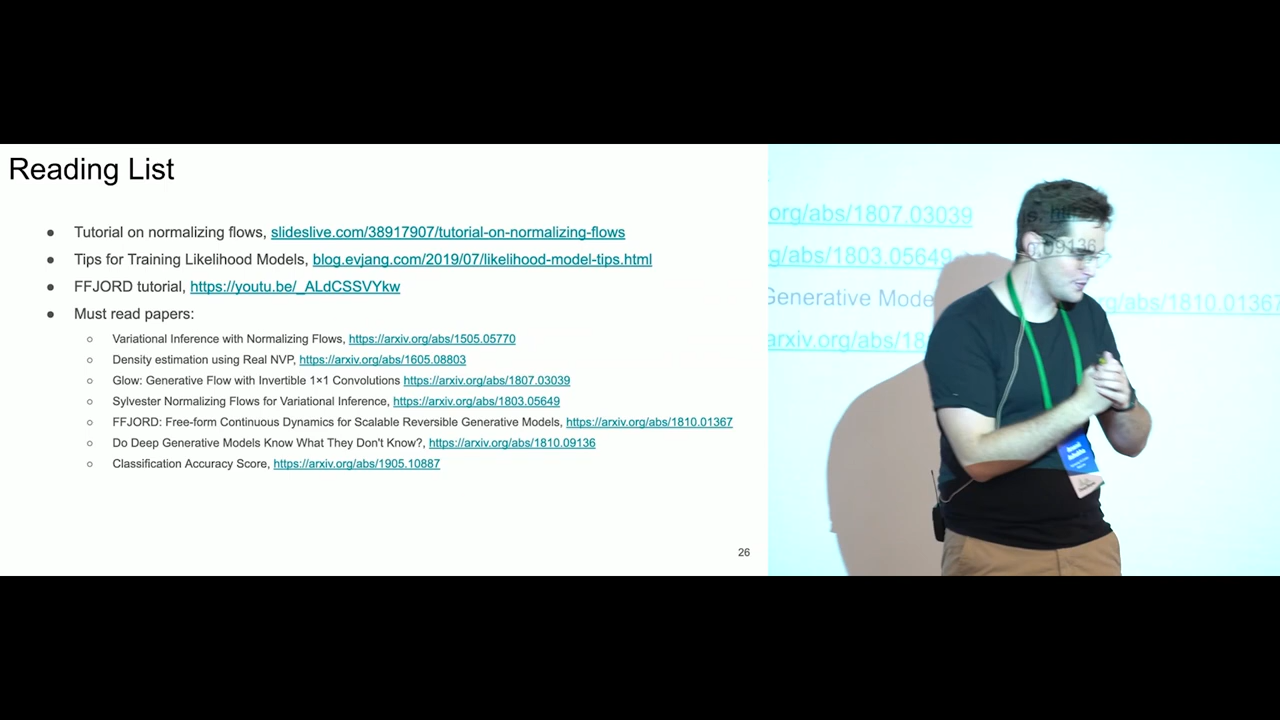 Reading List
● Tutorial on normalizing flows, slideslive.com/38917907/tutorial-on-normalizing-flows
● Tips for Training Likelihood Models, blog.evjang.com/2019/07/likelihood-model-tips.html
● FFJORD tutorial, https://youtu.be/_ALdCSSVYkw
● Must read papers:
○ Variational Inference with Normalizing Flows, https://arxiv.org/abs/1505.05770
○ Density estimation using Real NVP, https://arxiv.org/abs/1605.08803
○ Glow: Generative Flow with Invertible 1×1 Convolutions https://arxiv.org/abs/1807.03039
○ Sylvester Normalizing Flows for Variational Inference, https://arxiv.org/abs/1803.05649
○ FFJORD: Free-form Continuous Dynamics for Scalable Reversible Generative Models, https://arxiv.org/abs/1810.01367
○ Do Deep Generative Models Know What They Don't Know?, https://arxiv.org/abs/1810.09136
○ Classification Accuracy Score, https://arxiv.org/abs/1905.10887
26
org/abs/1807.03039
g/abs/1803.05649
09136
Generative Mode
rg/abs/1810.01367
arxiv.org/abs/18